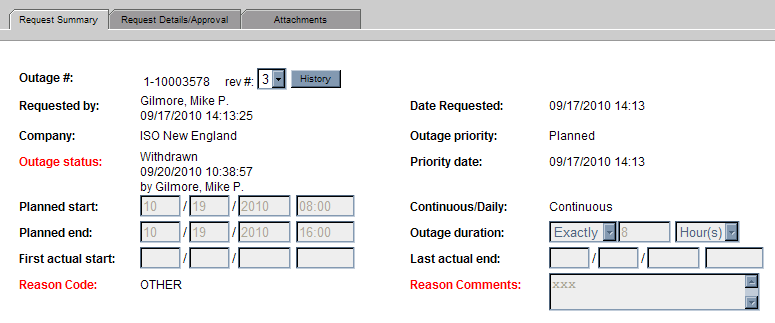 Request Summary Request Details/Approval Attachments
Outage #: 1-10003578 rev #: 3 History
Requested by: Gilmore, Mike P. Date Requested: 09/17/2010 14:13
09/17/2010 14:13:25
Company: ISO New England Outage priority: Planned
Outage status: Withdrawn Priority date: 09/17/2010 14:13
09/20/2010 10:38:57
by Gilmore, Mike P.
Planned start: 10 / 19 / 2010 08:00 Continuous/Daily: Continuous
Planned end: 10 / 19 / 2010 16:00 Outage duration: Exactly 8 Hour(s)
First actual start: / / Last actual end: / /
Reason Code: OTHER Reason Comments: xxx